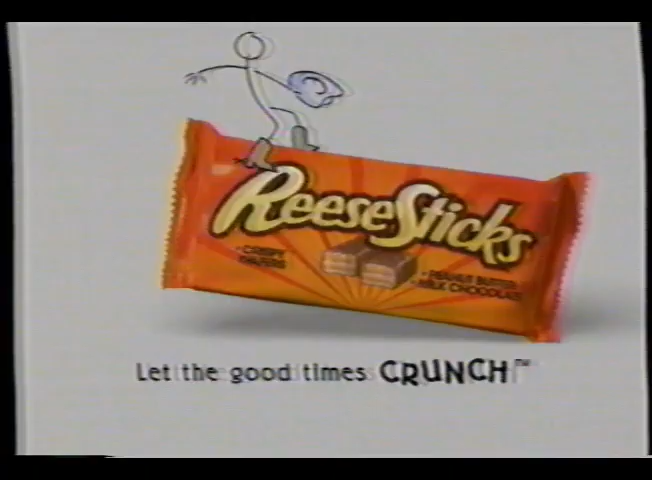 ReeseSticks
• CRISPY
WAFERS
• PEANUT BUTTER
• MILK CHOCOLATE
Let the good times CRUNCH™